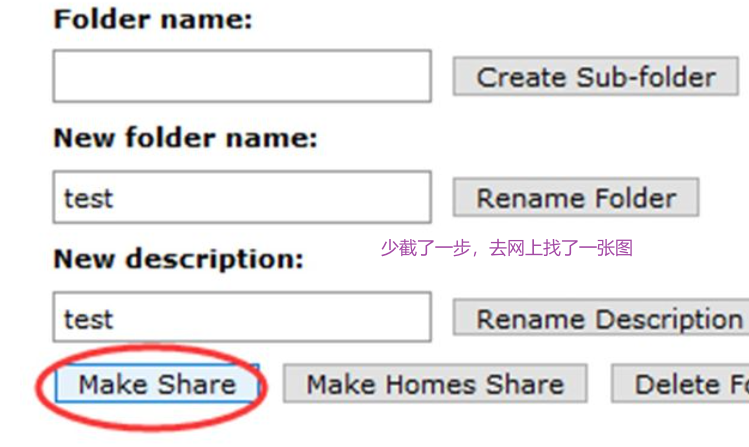 Folder name:
Create Sub-folder
New folder name:
test
Rename Folder
少截了一步，去网上找了一张图
New description:
test
Rename Description
Make Share
Make Homes Share
Delete Fo